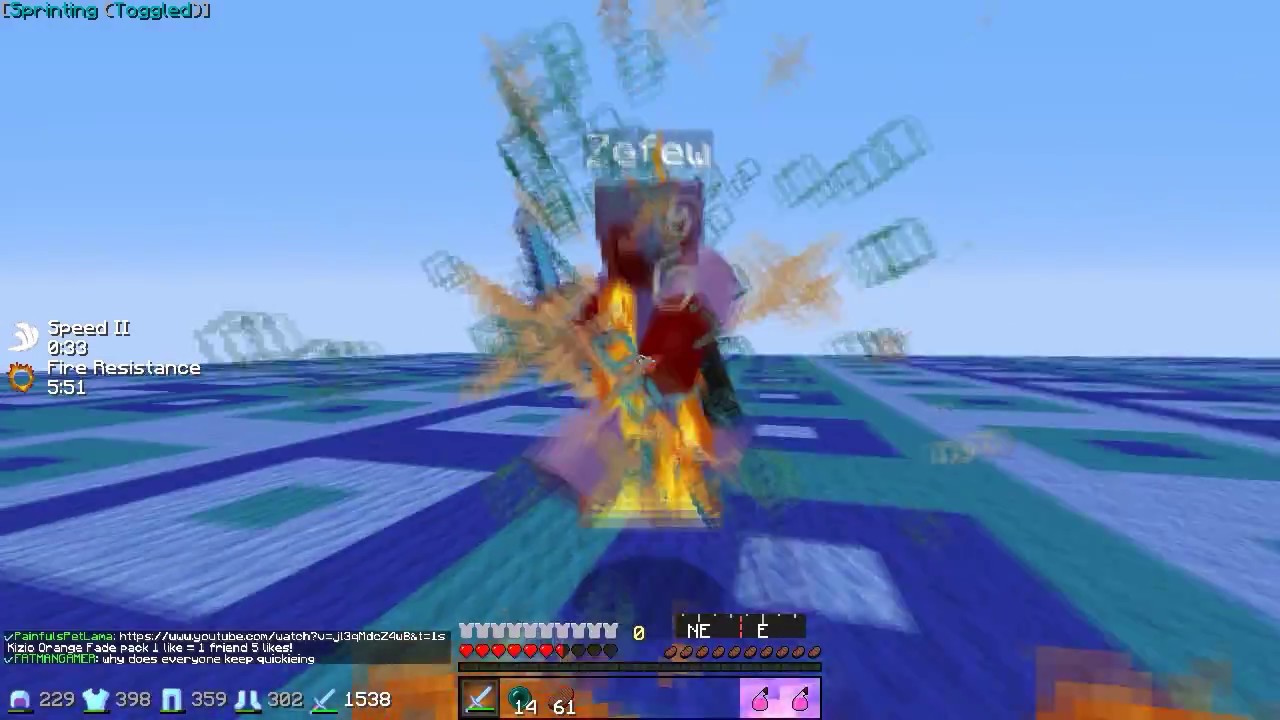 [Sprinting (Toggled)]
Zefew
Speed II
0:33
Fire Resistance
5:51
0
NE E
✓PainfulsPetLama: https://www.youtube.com/watch?v=jl3qMdcZ4uB&t=1s
Kizio Orange Fade pack 1 like = 1 friend 5 likes!
✓FATMANGAMER: why does everyone keep quickieing
229 398 359 302 1538
14 61